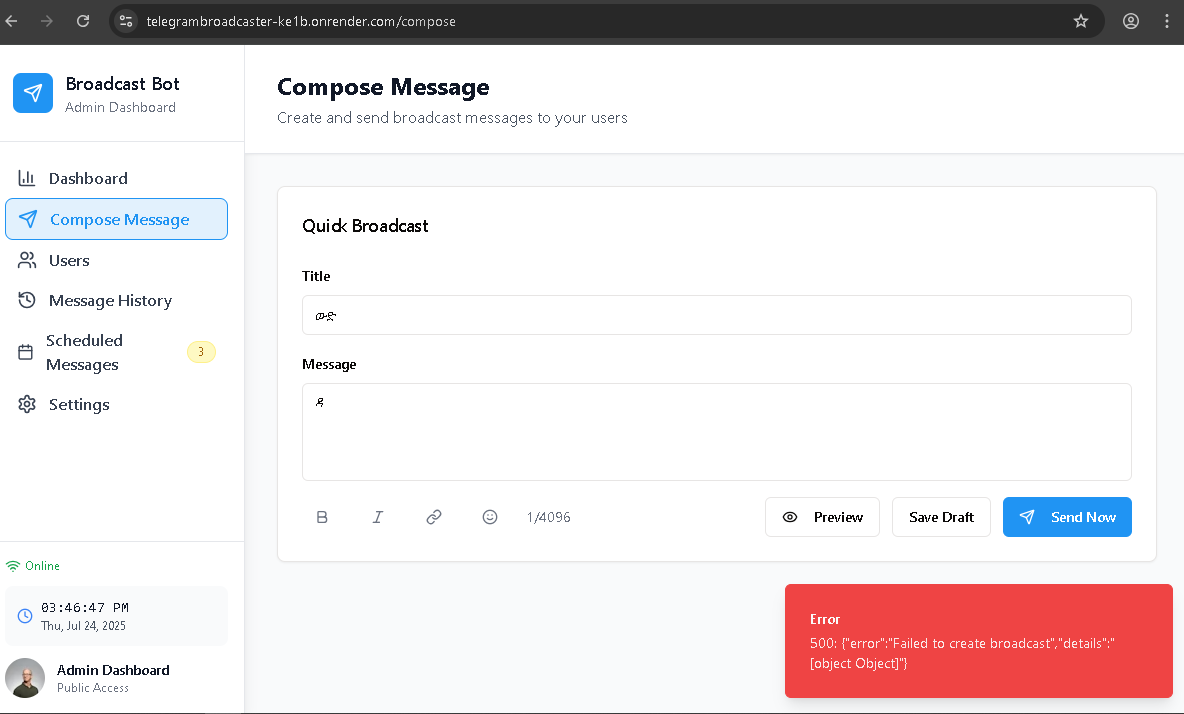 telegrambroadcaster-ke1b.onrender.com/compose
Broadcast Bot
Admin Dashboard
Dashboard
Compose Message
Users
Message History
Scheduled
Messages
3
Settings
Online
03:46:47 PM
Thu, Jul 24, 2025
Admin Dashboard
Public Access
Compose Message
Create and send broadcast messages to your users
Quick Broadcast
Title
Message
B I 1/4096
Preview
Save Draft
Send Now
Error
500: {"error":"Failed to create broadcast","details":"
[object Object]"}